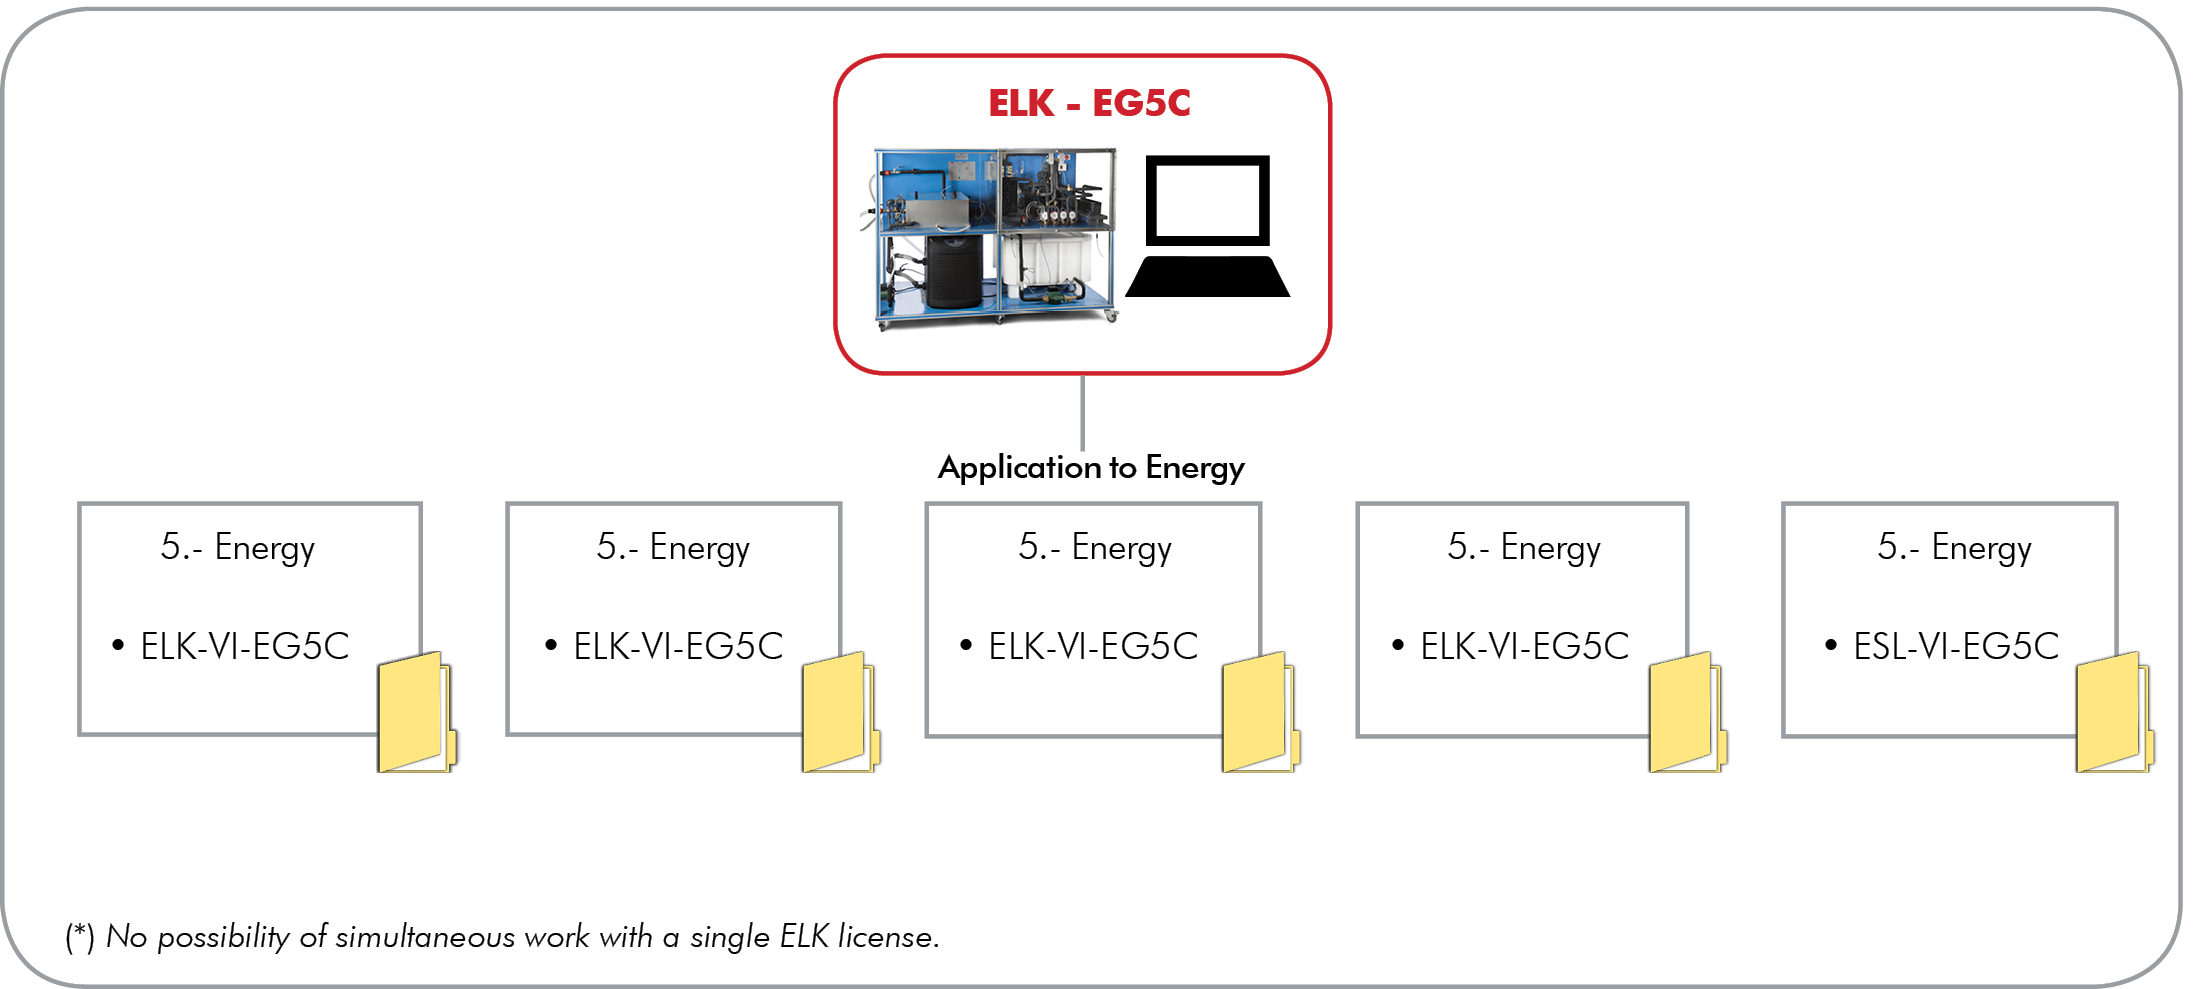 ELK - EG5C
Application to Energy
5.- Energy
• ELK-VI-EG5C
5.- Energy
• ELK-VI-EG5C
5.- Energy
• ELK-VI-EG5C
5.- Energy
• ELK-VI-EG5C
5.- Energy
• ESL-VI-EG5C
(*) No possibility of simultaneous work with a single ELK license.